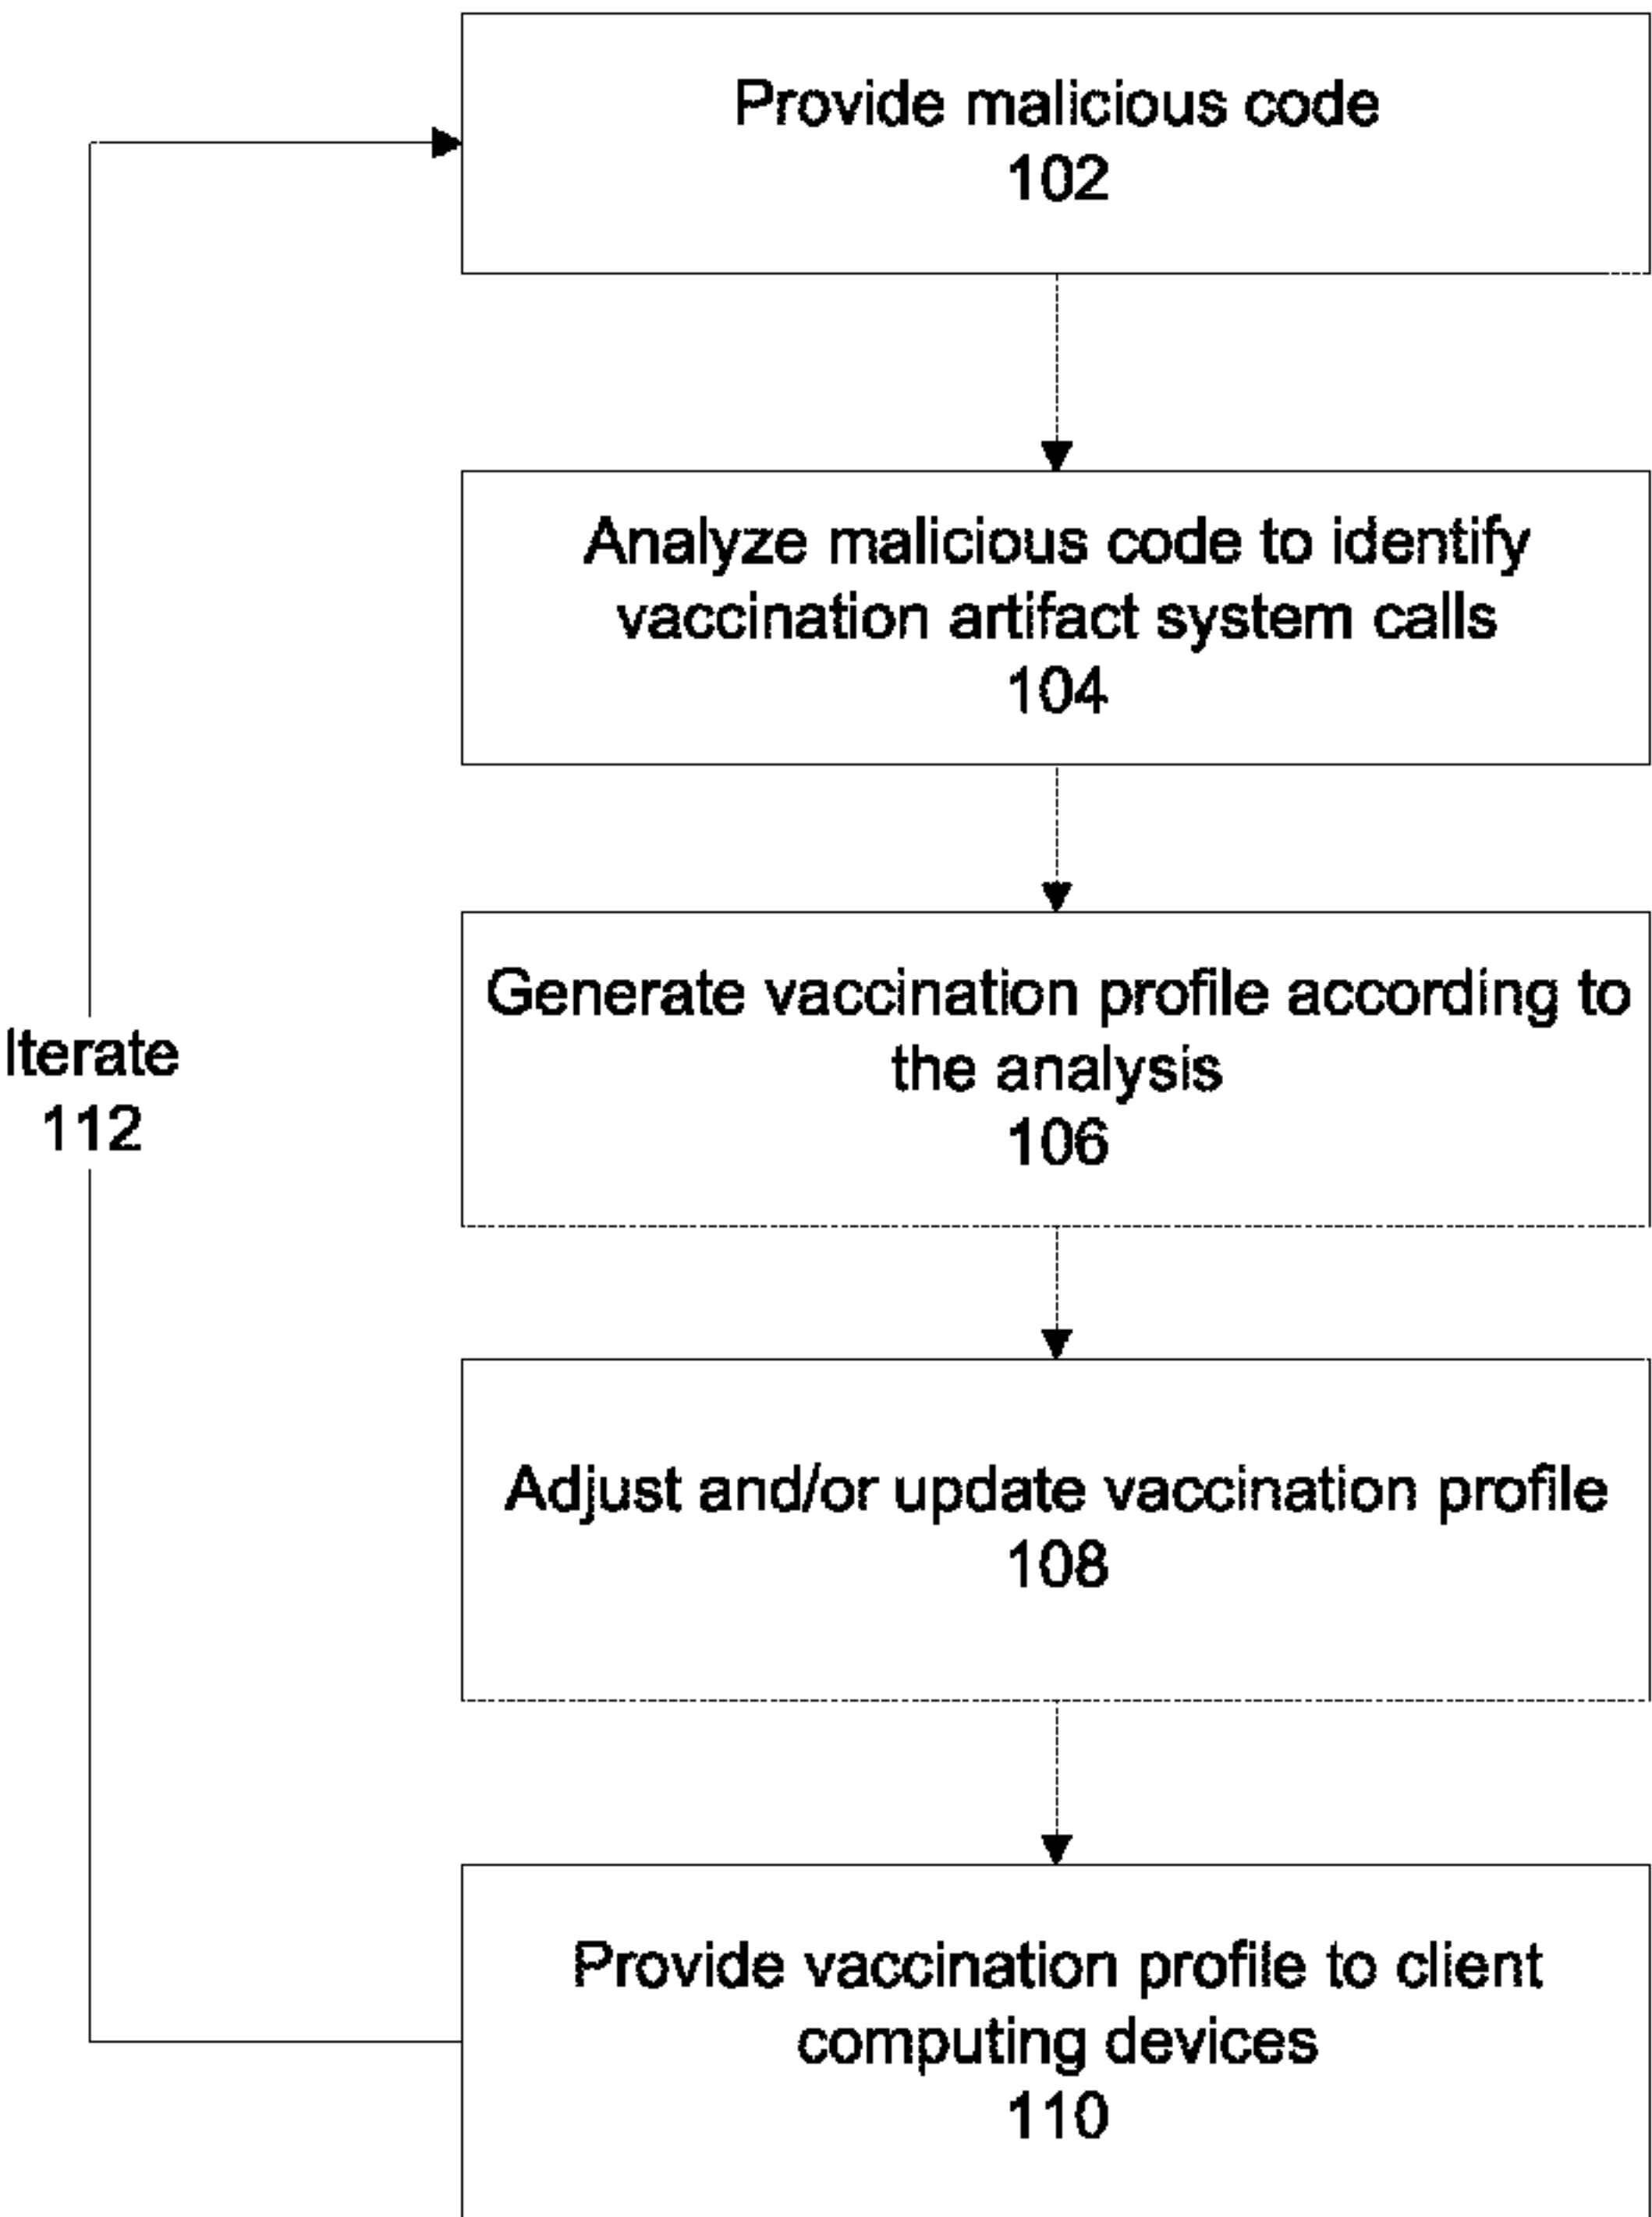 Provide malicious code
102
Analyze malicious code to identify
vaccination artifact system calls
104
Generate vaccination profile according to
the analysis
106
Iterate
112
Adjust and/or update vaccination profile
108
Provide vaccination profile to client
computing devices
110